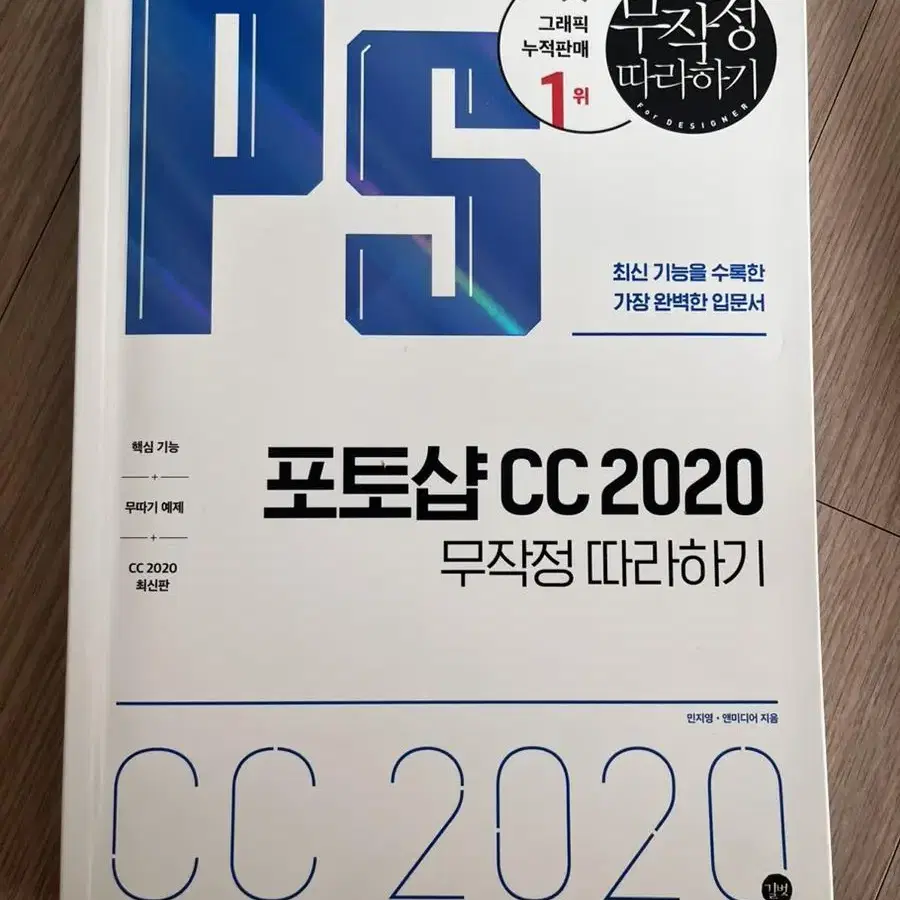 PS
그래픽
누적판매
1위
무작정
따라하기
For DESIGNER
최신 기능을 수록한
가장 완벽한 입문서
핵심 기능
+
무따기 예제
+
CC 2020
최신판
포토샵 CC 2020
무작정 따라하기
민지영 • 앤미디어 지음
CC 2020
길벗